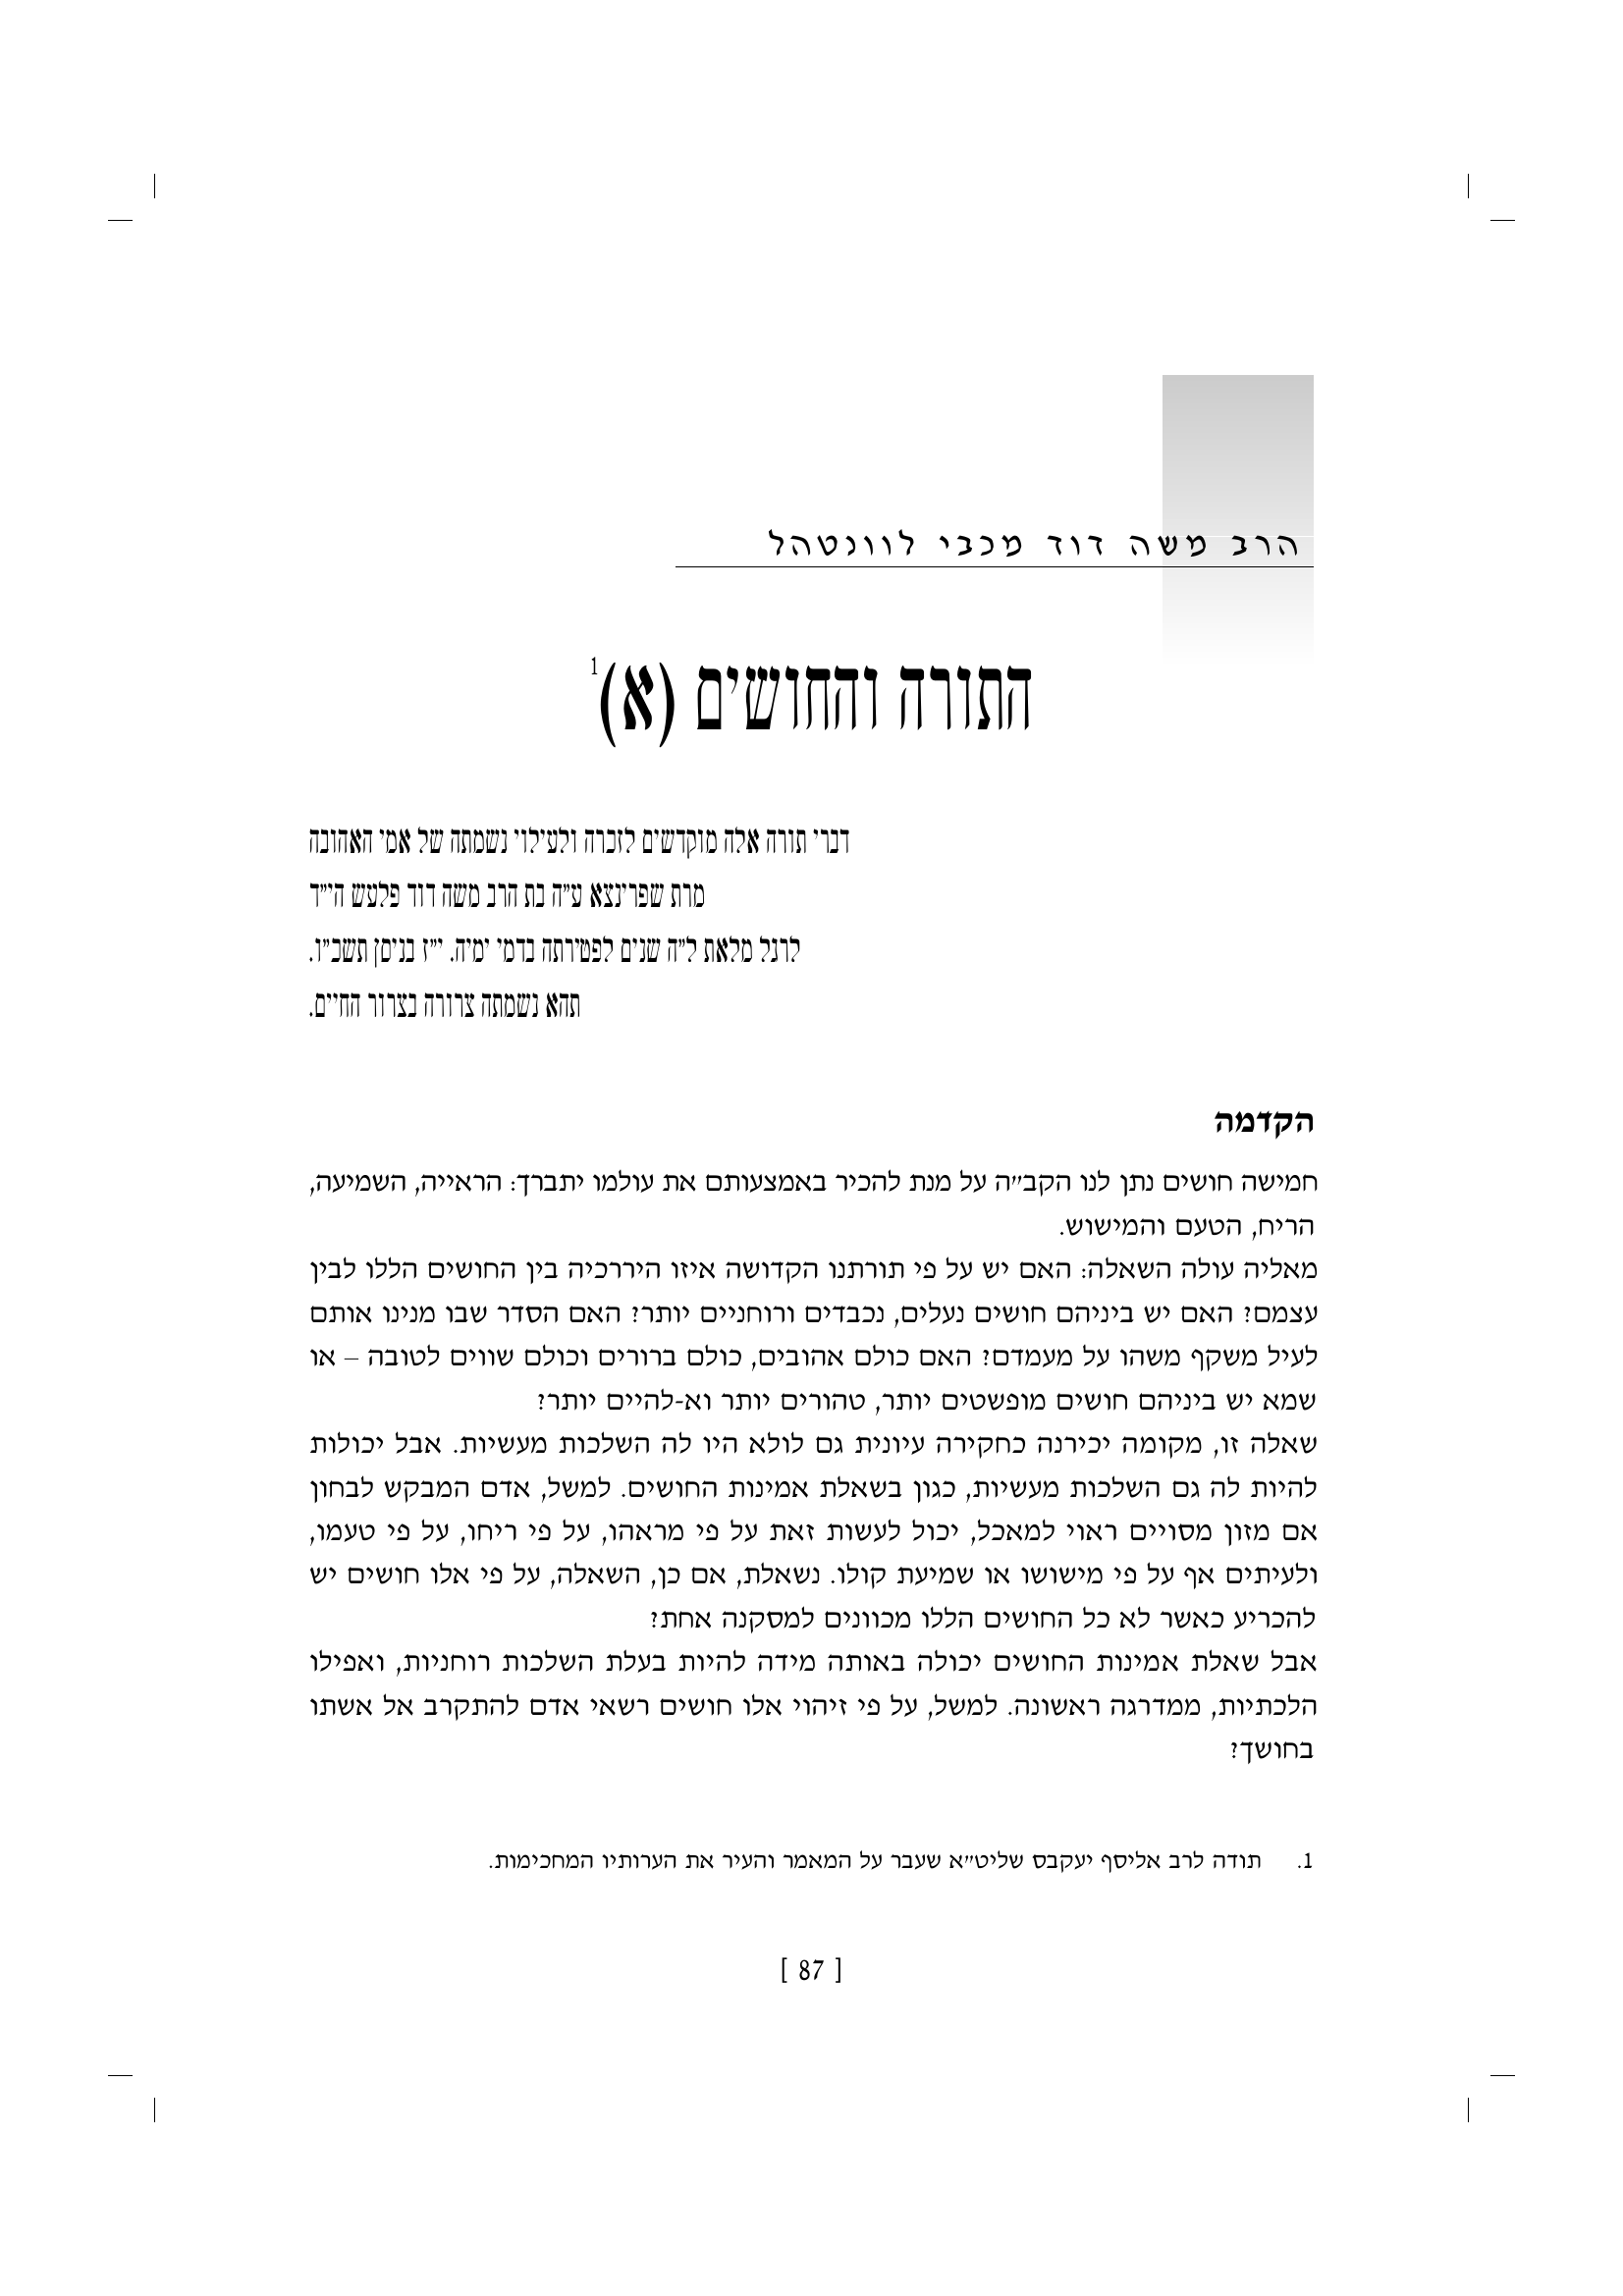 הרב משה דוד מכבי לוונטהל
התורה והחושים (א)1
דברי תורה אלה מוקדשים לזכרה ולעילוי נשמתה של אמי האהובה
מרת שפרינצא ע"ה בת הרב משה דוד פלעש הי"ד
לרגל מלאת ל"ה שנים לפטירתה בדמי ימיה. י"ז בניסן תשכ"ו.
תהא נשמתה צרורה בצרור החיים.
הקדמה
חמישה חושים נתן לנו הקב"ה על מנת להכיר באמצעותם את עולמו יתברך: הראייה, השמיעה,
הריח, הטעם והמישוש.
מאליה עולה השאלה: האם יש על פי תורתנו הקדושה איזו היררכיה בין החושים הללו לבין
עצמם? האם יש ביניהם חושים נעלים, נכבדים ורוחניים יותר? האם הסדר שבו מנינו אותם
לעיל משקף משהו על מעמדם? האם כולם אהובים, כולם ברורים וכולם שווים לטובה – או
שמא יש ביניהם חושים מופשטים יותר, טהורים יותר וא-להיים יותר?
שאלה זו, מקומה יכירנה כחקירה עיונית גם לולא היו לה השלכות מעשיות. אבל יכולות
להיות לה גם השלכות מעשיות, כגון בשאלת אמינות החושים. למשל, אדם המבקש לבחון
אם מזון מסויים ראוי למאכל, יכול לעשות זאת על פי מראהו, על פי ריחו, על פי טעמו,
ולעיתים אף על פי מישושו או שמיעת קולו. נשאלת, אם כן, השאלה, על פי אלו חושים יש
להכריע כאשר לא כל החושים הללו מכוונים למסקנה אחת?
אבל שאלת אמינות החושים יכולה באותה מידה להיות בעלת השלכות רוחניות, ואפילו
הלכתיות, ממדרגה ראשונה. למשל, על פי זיהוי אלו חושים רשאי אדם להתקרב אל אשתו
בחושך?
1. תודה לרב אליסף יעקבס שליט"א שעבר על המאמר והעיר את הערותיו המחכימות.
[ 87 ]